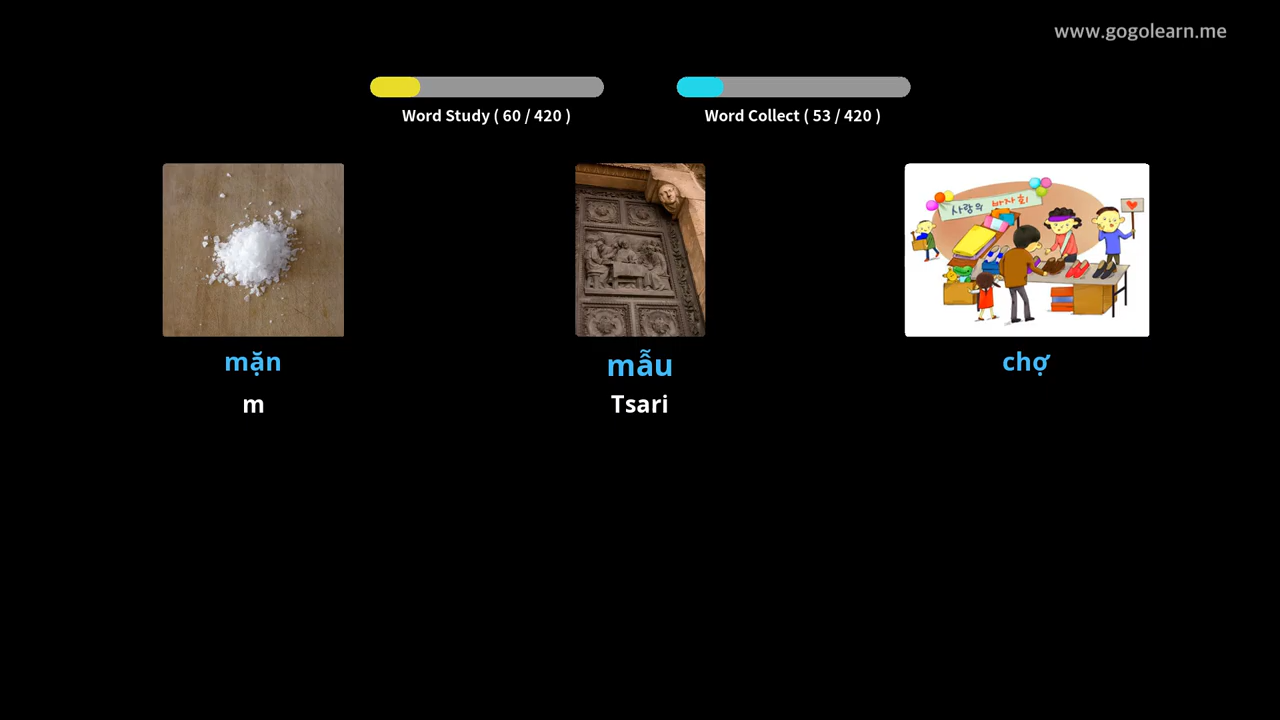 www.gogolearn.me
Word Study ( 60 / 420 )
Word Collect ( 53 / 420 )
사랑의 바자회
mặn
mẫu
chợ
m
Tsari